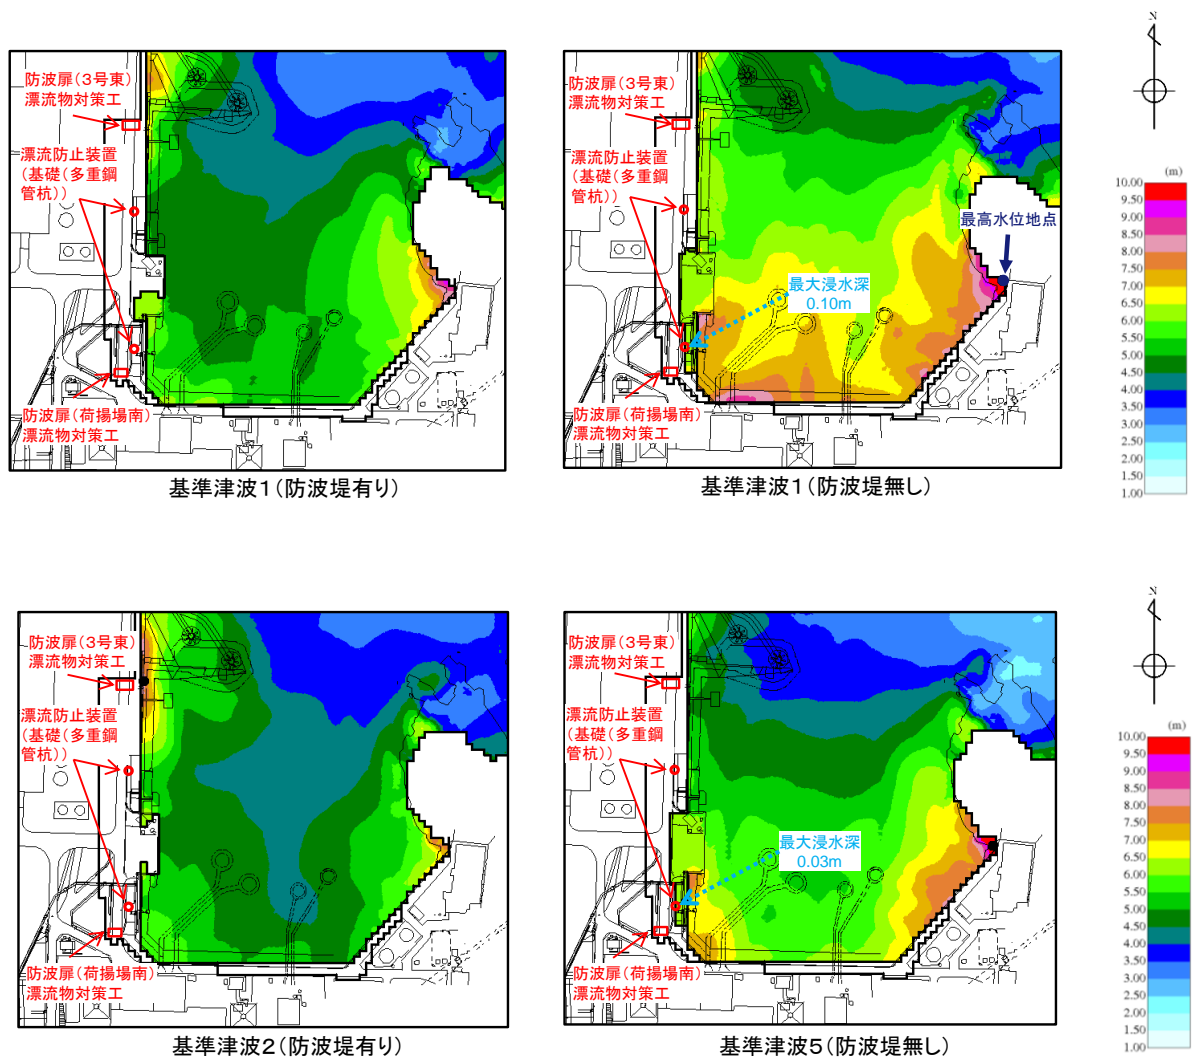 防波扉(3号東)
漂流物対策工
漂流防止装置
(基礎(多重鋼
管杭))
防波扉(荷揚場南)
漂流物対策工
基準津波1(防波堤有り)
防波扉(3号東)
漂流物対策工
漂流防止装置
(基礎(多重鋼
管杭))
最高水位地点
最大浸水深
0.10m
防波扉(荷揚場南)
漂流物対策工
基準津波1(防波堤無し)
N
(m)
10.00
9.50
9.00
8.50
8.00
7.50
7.00
6.50
6.00
5.50
5.00
4.50
4.00
3.50
3.00
2.50
2.00
1.50
1.00
防波扉(3号東)
漂流物対策工
漂流防止装置
(基礎(多重鋼
管杭))
防波扉(荷揚場南)
漂流物対策工
基準津波2(防波堤有り)
防波扉(3号東)
漂流物対策工
漂流防止装置
(基礎(多重鋼
管杭))
最大浸水深
0.03m
防波扉(荷揚場南)
漂流物対策工
基準津波5(防波堤無し)
N
(m)
10.00
9.50
9.00
8.50
8.00
7.50
7.00
6.50
6.00
5.50
5.00
4.50
4.00
3.50
3.00
2.50
2.00
1.50
1.00